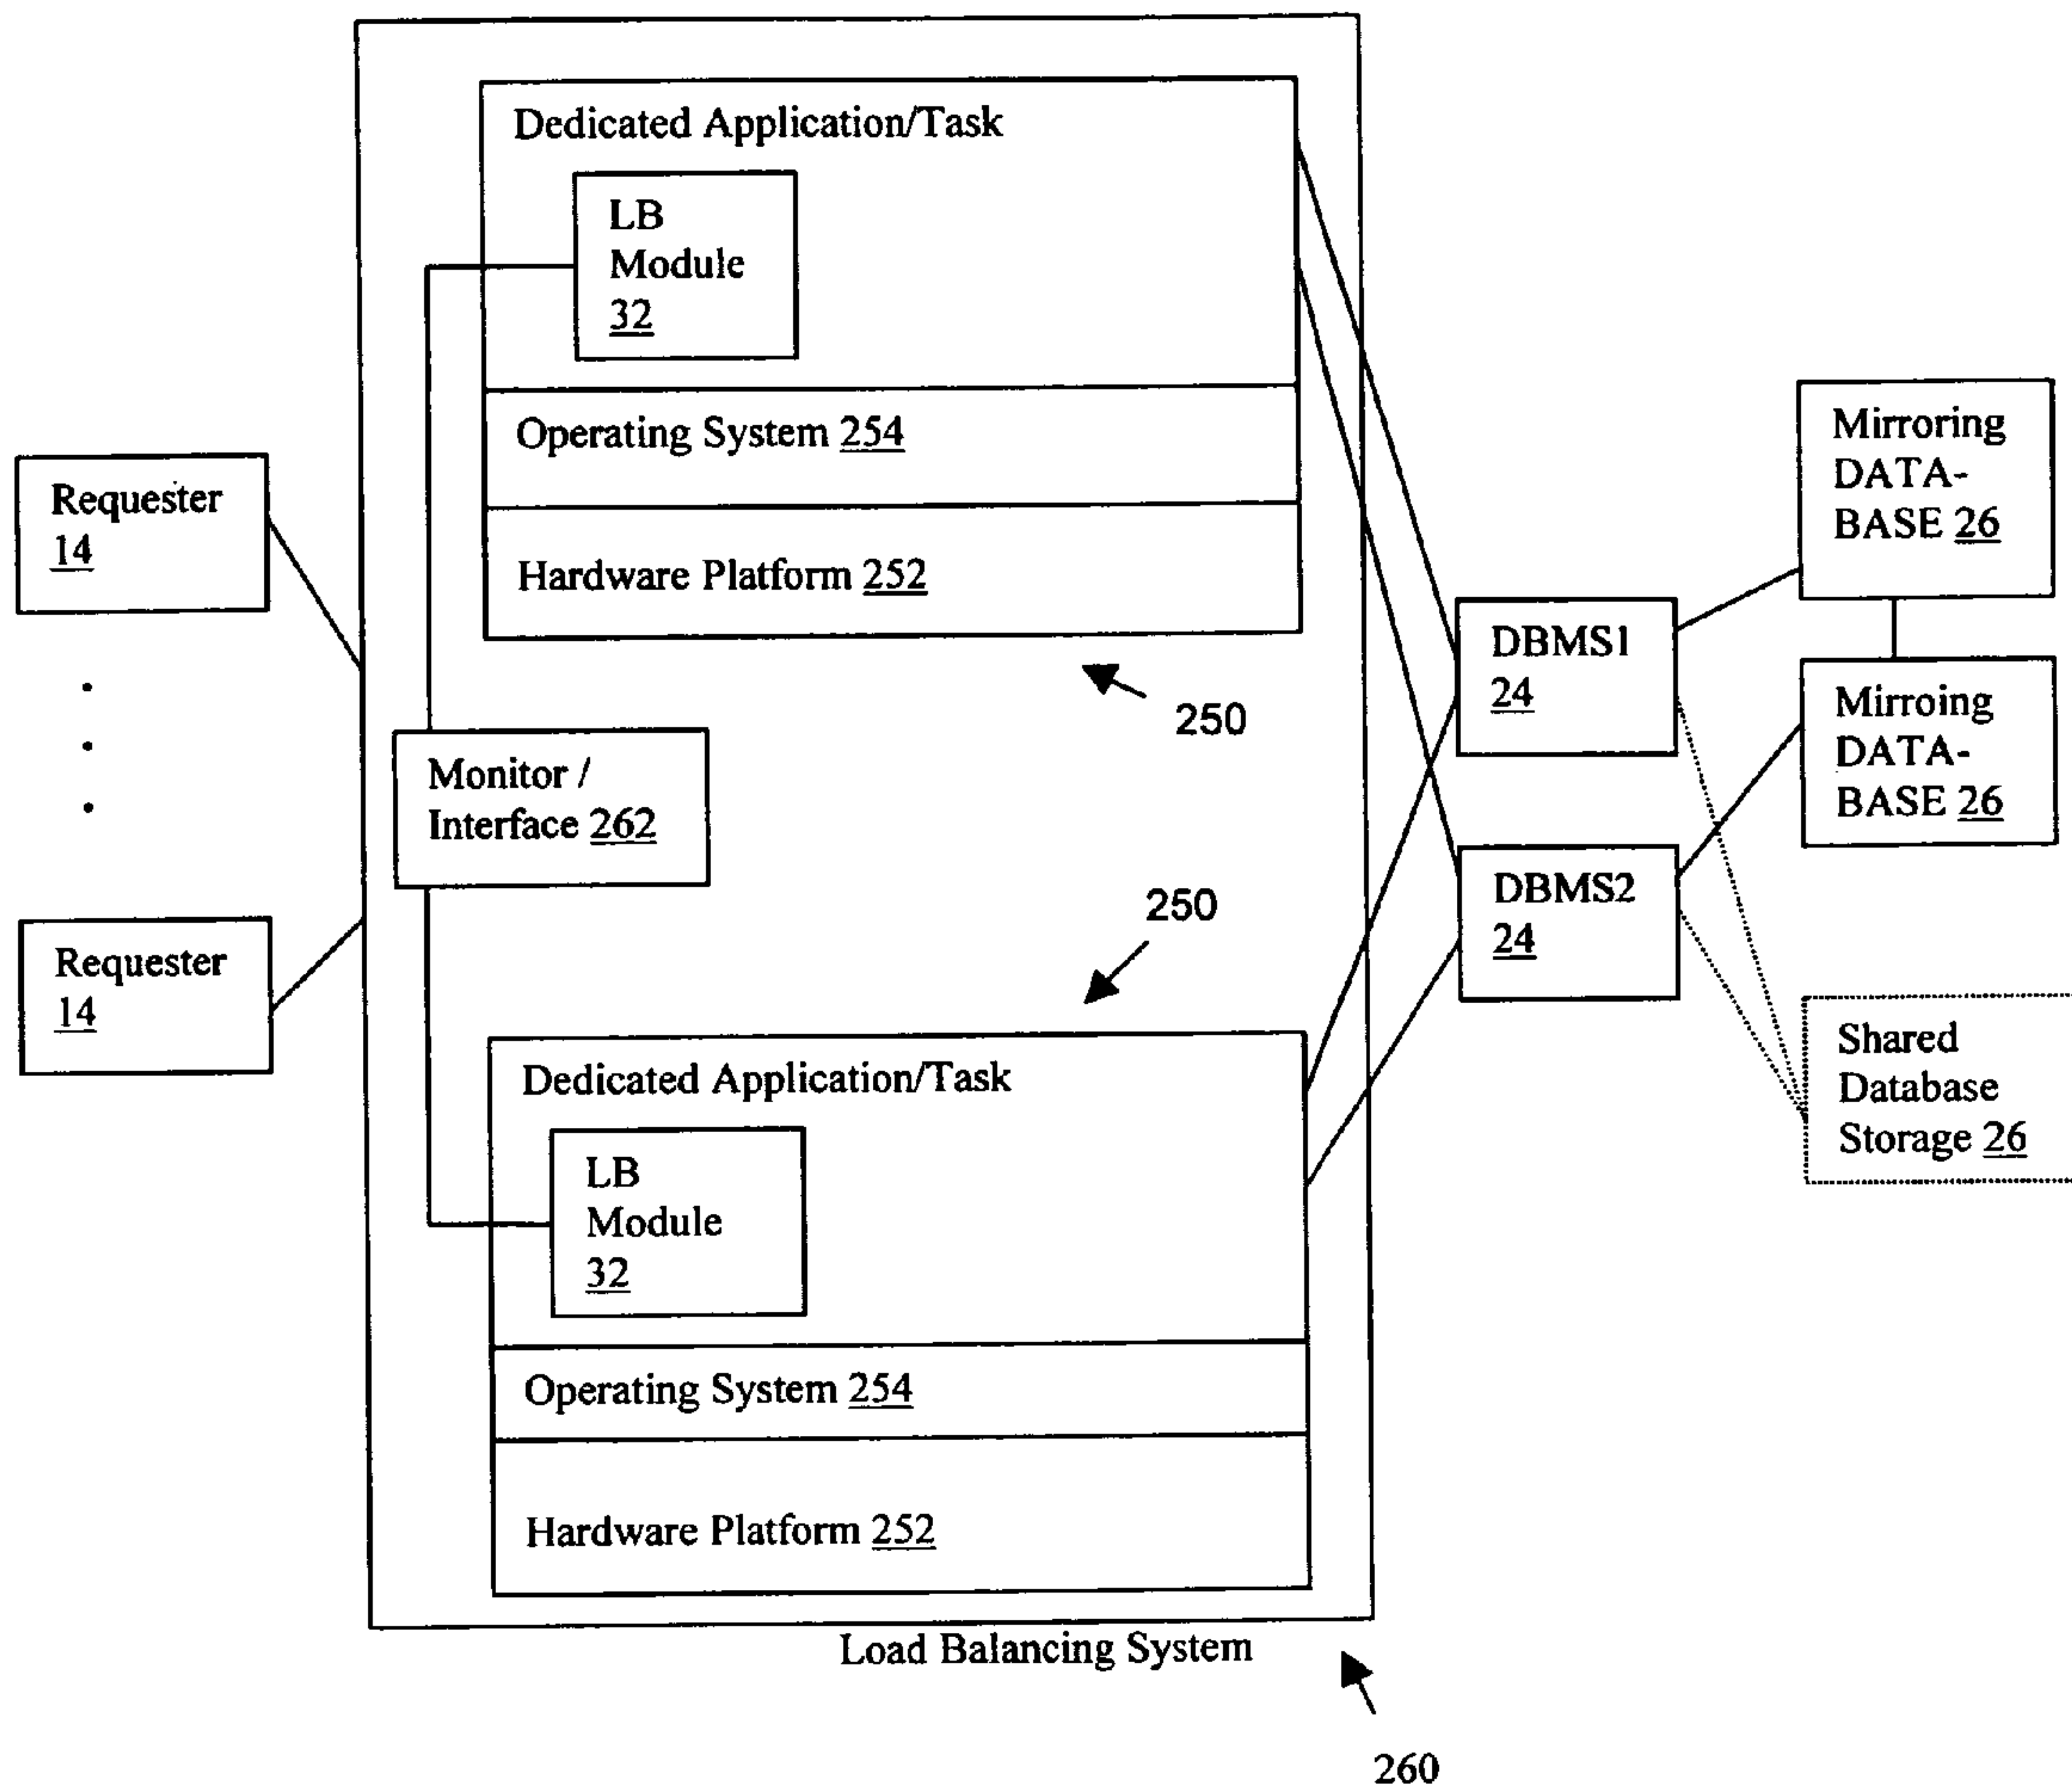 Dedicated Application/Task
LB
Module
32
Operating System 254
Hardware Platform 252
250
Requester
14
Requester
14
Monitor /
Interface 262
250
Dedicated Application/Task
LB
Module
32
Operating System 254
Hardware Platform 252
Load Balancing System
260
DBMS1
24
DBMS2
24
Mirroring
DATA-
BASE 26
Mirroing
DATA-
BASE 26
Shared
Database
Storage 26